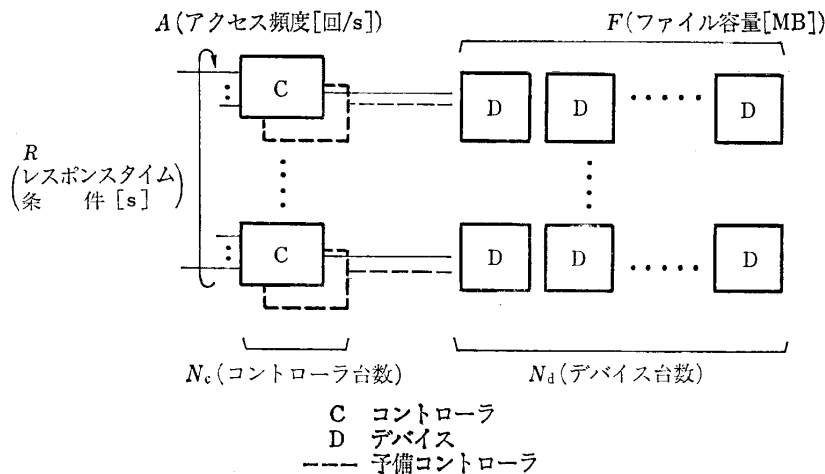 A(アクセス頻度[回/s])
F(ファイル容量[MB])
C
D D D
R
(レスポンスタイム
条 件 [s])
C
D D D
Nc(コントローラ台数)
Nd(デバイス台数)
C コントローラ
D デバイス
--- 予備コントローラ